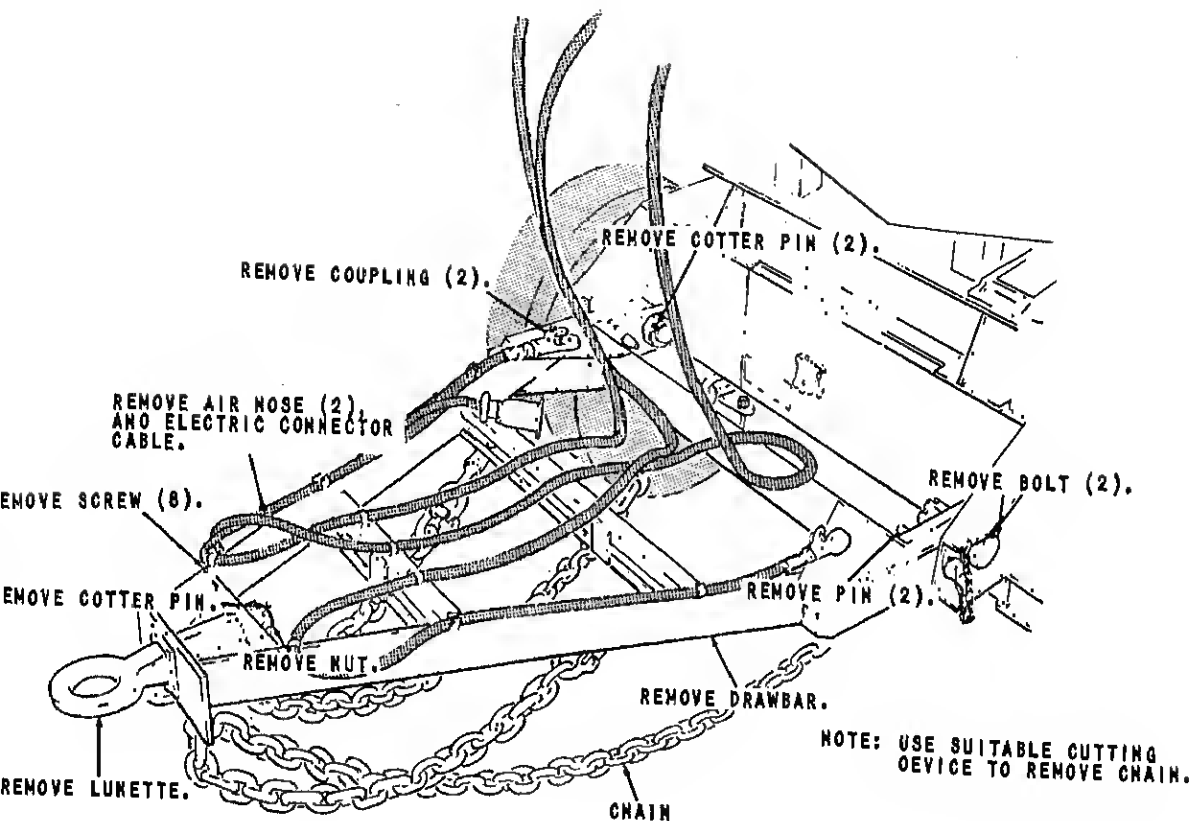 REMOVE COTTER PIN (2).
REMOVE COUPLING (2).
REMOVE AIR HOSE (2),
AND ELECTRIC CONNECTOR
CABLE.
REMOVE BOLT (2).
EMOVE SCREW (8).
EMOVE COTTER PIN.
REMOVE PIN (2).
REMOVE NUT.
REMOVE DRAWBAR.
NOTE: USE SUITABLE CUTTING
DEVICE TO REMOVE CHAIN.
REMOVE LUNETTE.
CHAIN